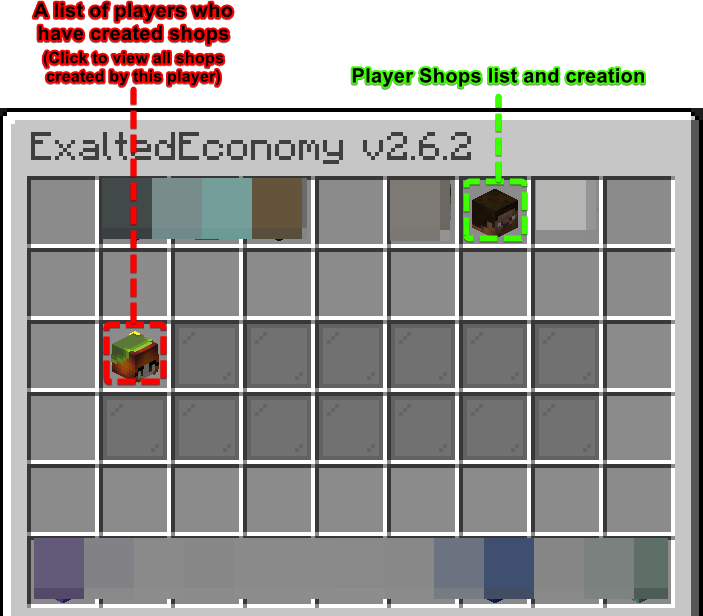 A list of players who
have created shops
(Click to view all shops
created by this player)
Player Shops list and creation
ExaltedEconomy v2.6.2